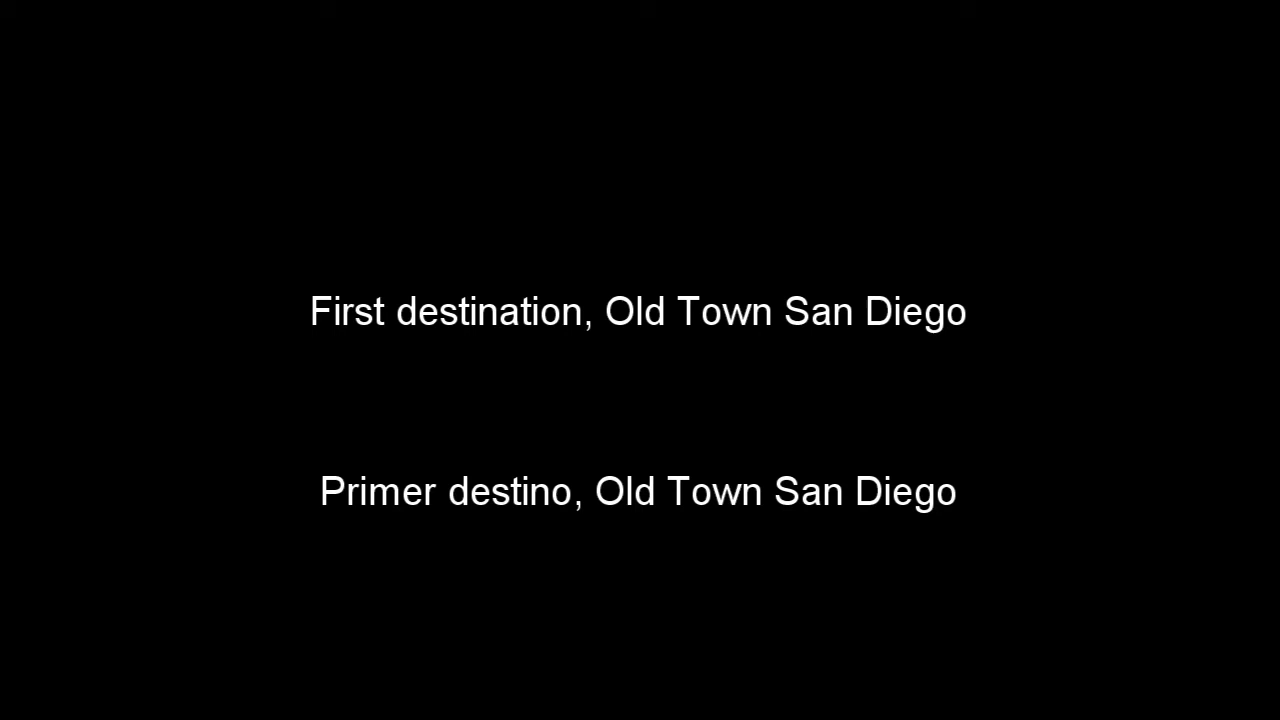 First destination, Old Town San Diego
Primer destino, Old Town San Diego